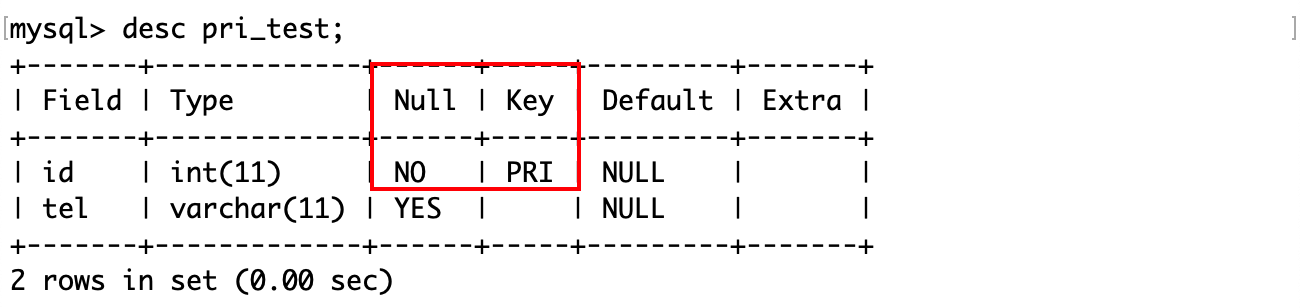 [mysql> desc pri_test; ]
+-------+-------------+------+-----+---------+-------+
| Field | Type        | Null | Key | Default | Extra |
+-------+-------------+------+-----+---------+-------+
| id    | int(11)     | NO   | PRI | NULL    |       |
| tel   | varchar(11) | YES  |     | NULL    |       |
+-------+-------------+------+-----+---------+-------+
2 rows in set (0.00 sec)